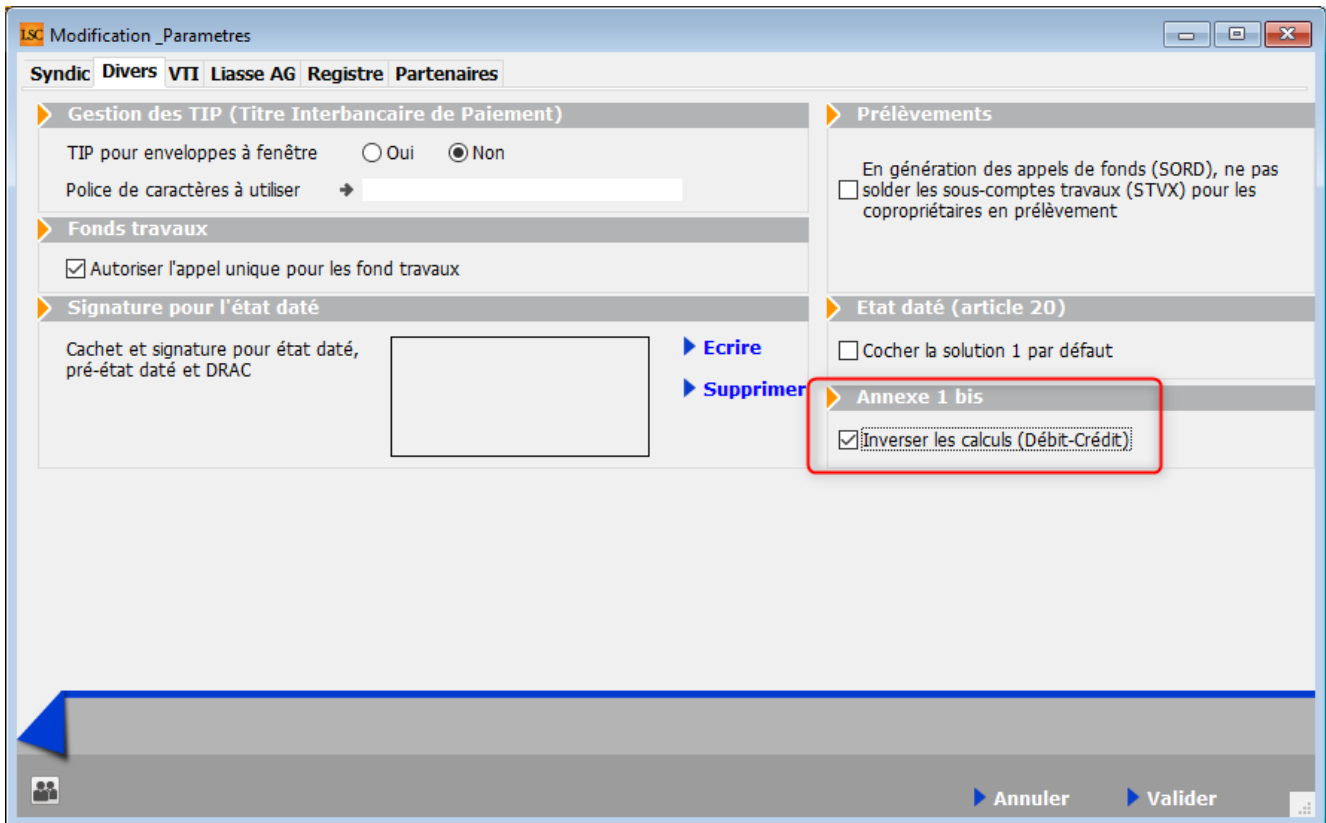 LSC Modification _Parametres
Syndic Divers VTI Liasse AG Registre Partenaires
Gestion des TIP (Titre Interbancaire de Paiement)
TIP pour enveloppes à fenêtre Oui Non
Police de caractères à utiliser
Fonds travaux
Autoriser l'appel unique pour les fond travaux
Signature pour l'état daté
Cachet et signature pour état daté,
pré-état daté et DRAC
Ecrire
Supprimer
Prélèvements
En génération des appels de fonds (SORD), ne pas
solder les sous-comptes travaux (STVX) pour les
copropriétaires en prélèvement
Etat daté (article 20)
Cocher la solution 1 par défaut
Annexe 1 bis
Inverser les calculs (Débit-Crédit)
Annuler Valider